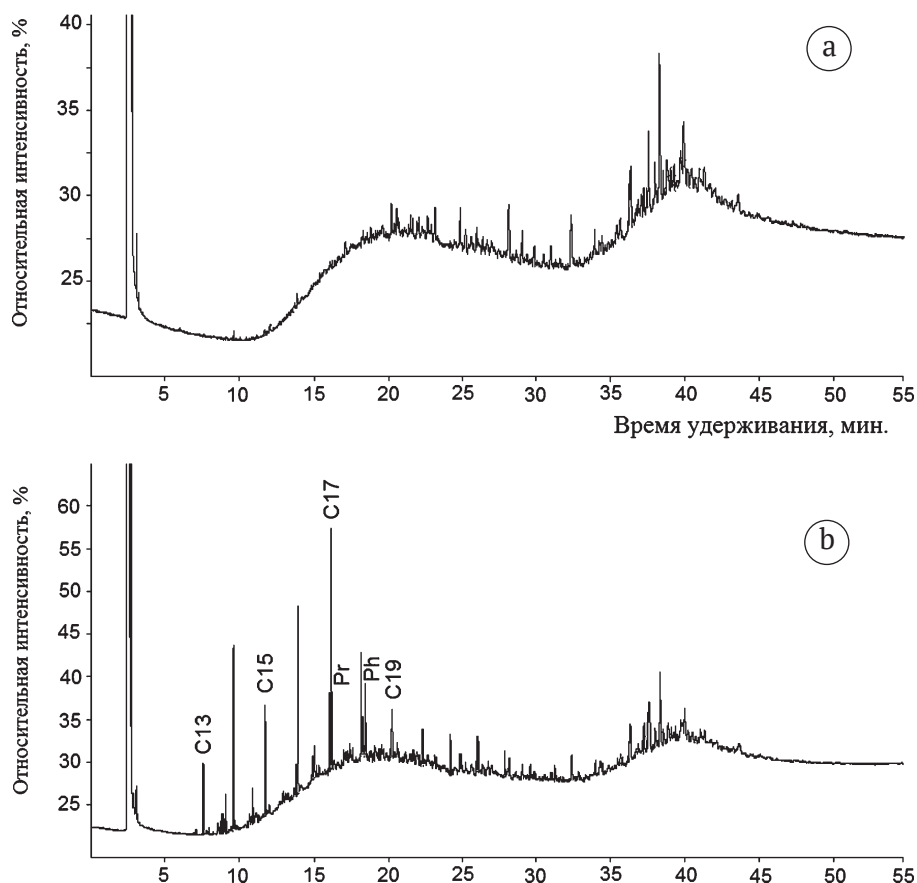 Относительная интенсивность, %
a
40
35
30
25
5 10 15 20 25 30 35 40 45 50 55
Время удерживания, мин.
Относительная интенсивность, %
b
60
55
50
45
40
35
30
25
C13
C15
C17
Pr
Ph
C19
5 10 15 20 25 30 35 40 45 50 55